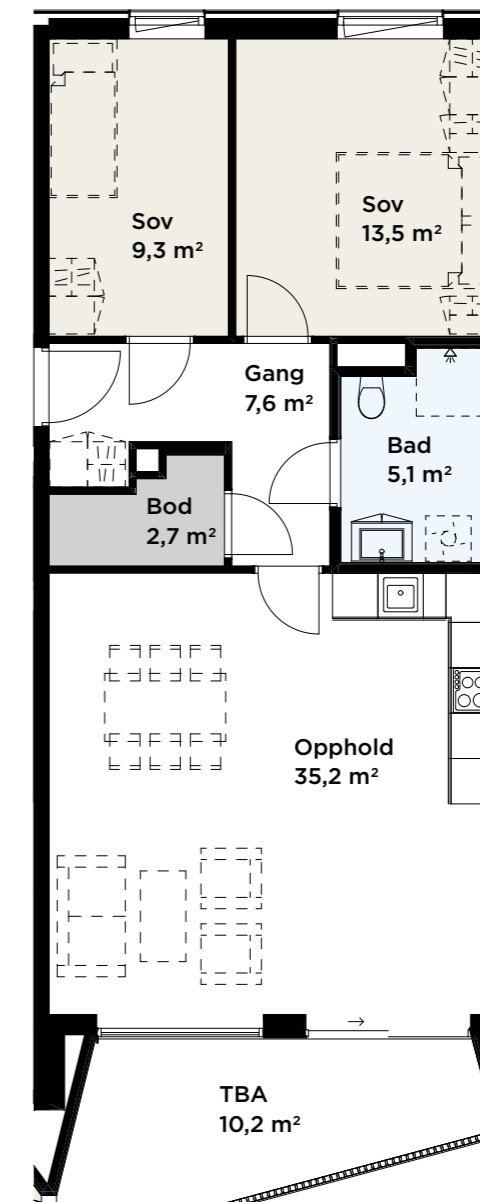 Sov
9,3 m²
Sov
13,5 m²
Gang
7,6 m²
Bad
5,1 m²
Bod
2,7 m²
Opphold
35,2 m²
TBA
10,2 m²